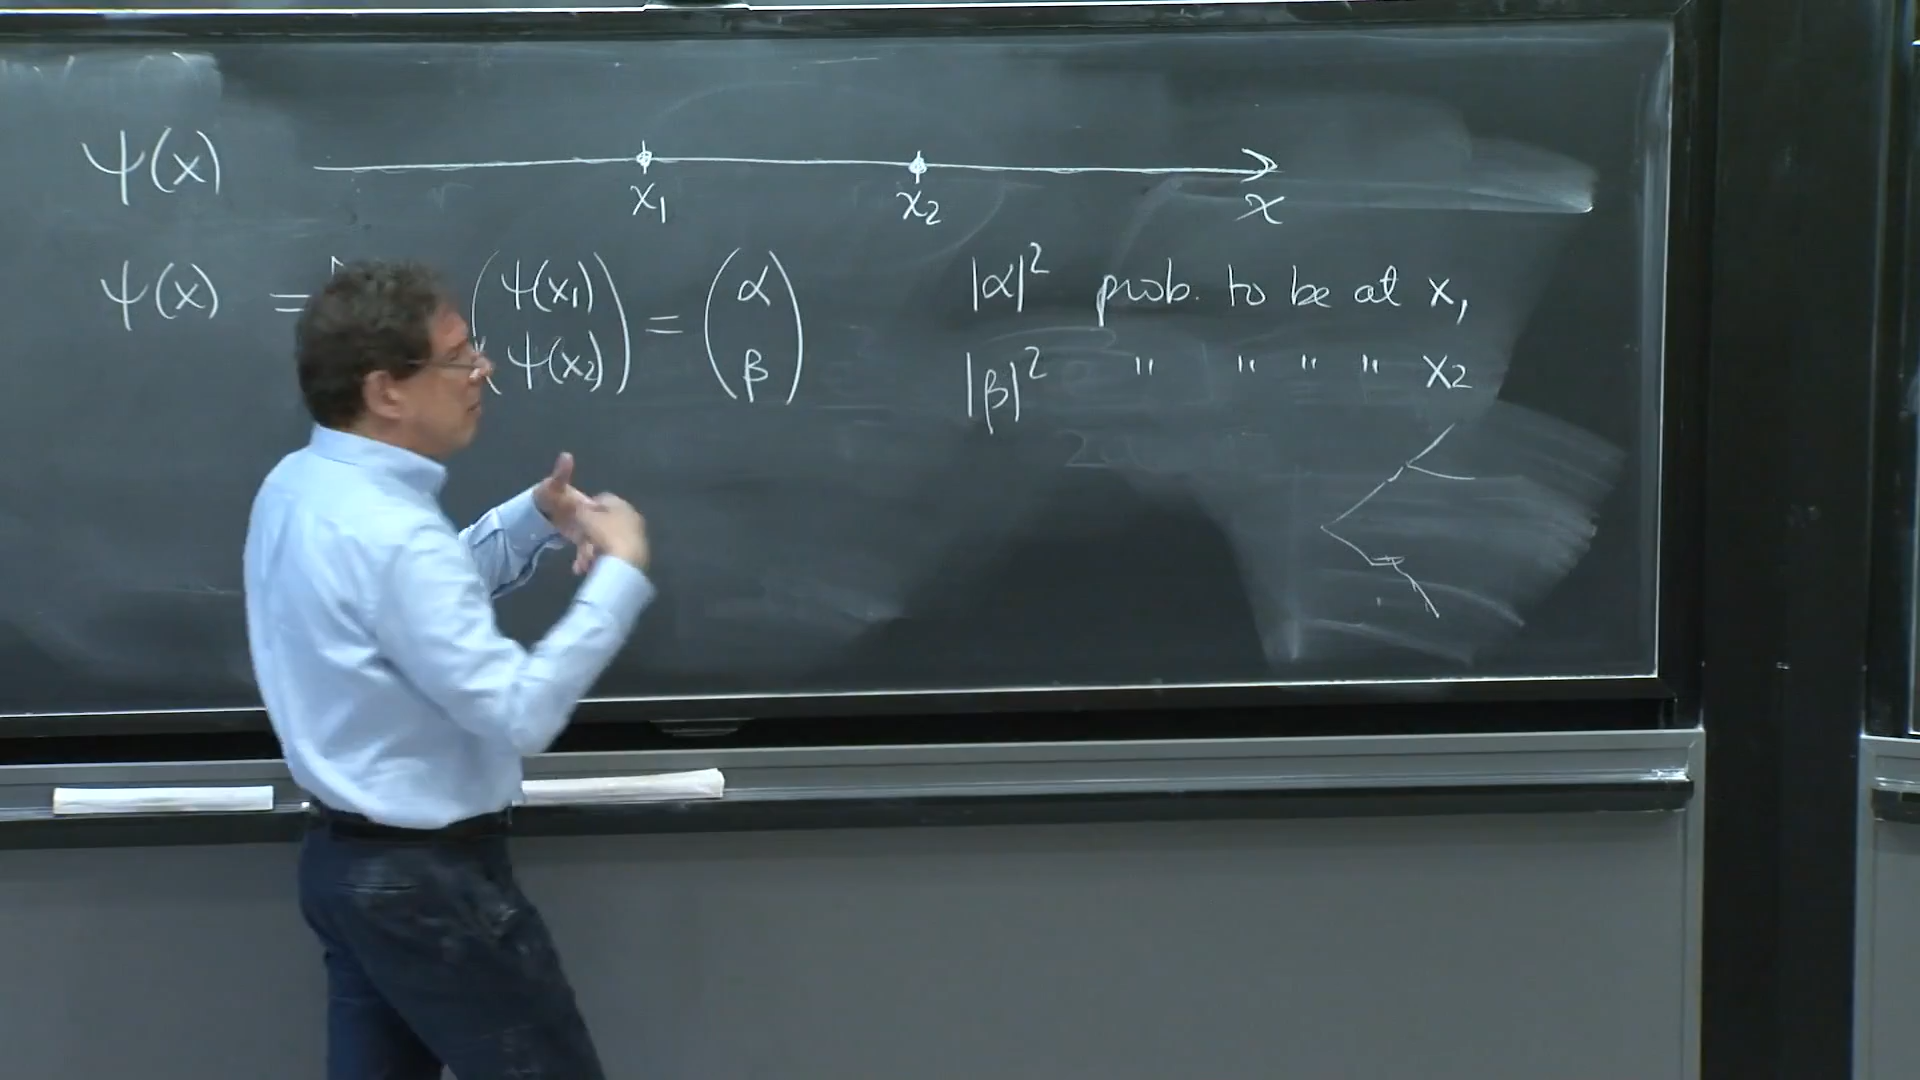 ψ(x)
x₁ x₂ x
ψ(x) = (ψ(x₁) ψ(x₂)) = (α β)
|α|² prob. to be at x₁
|β|² " " " " x₂